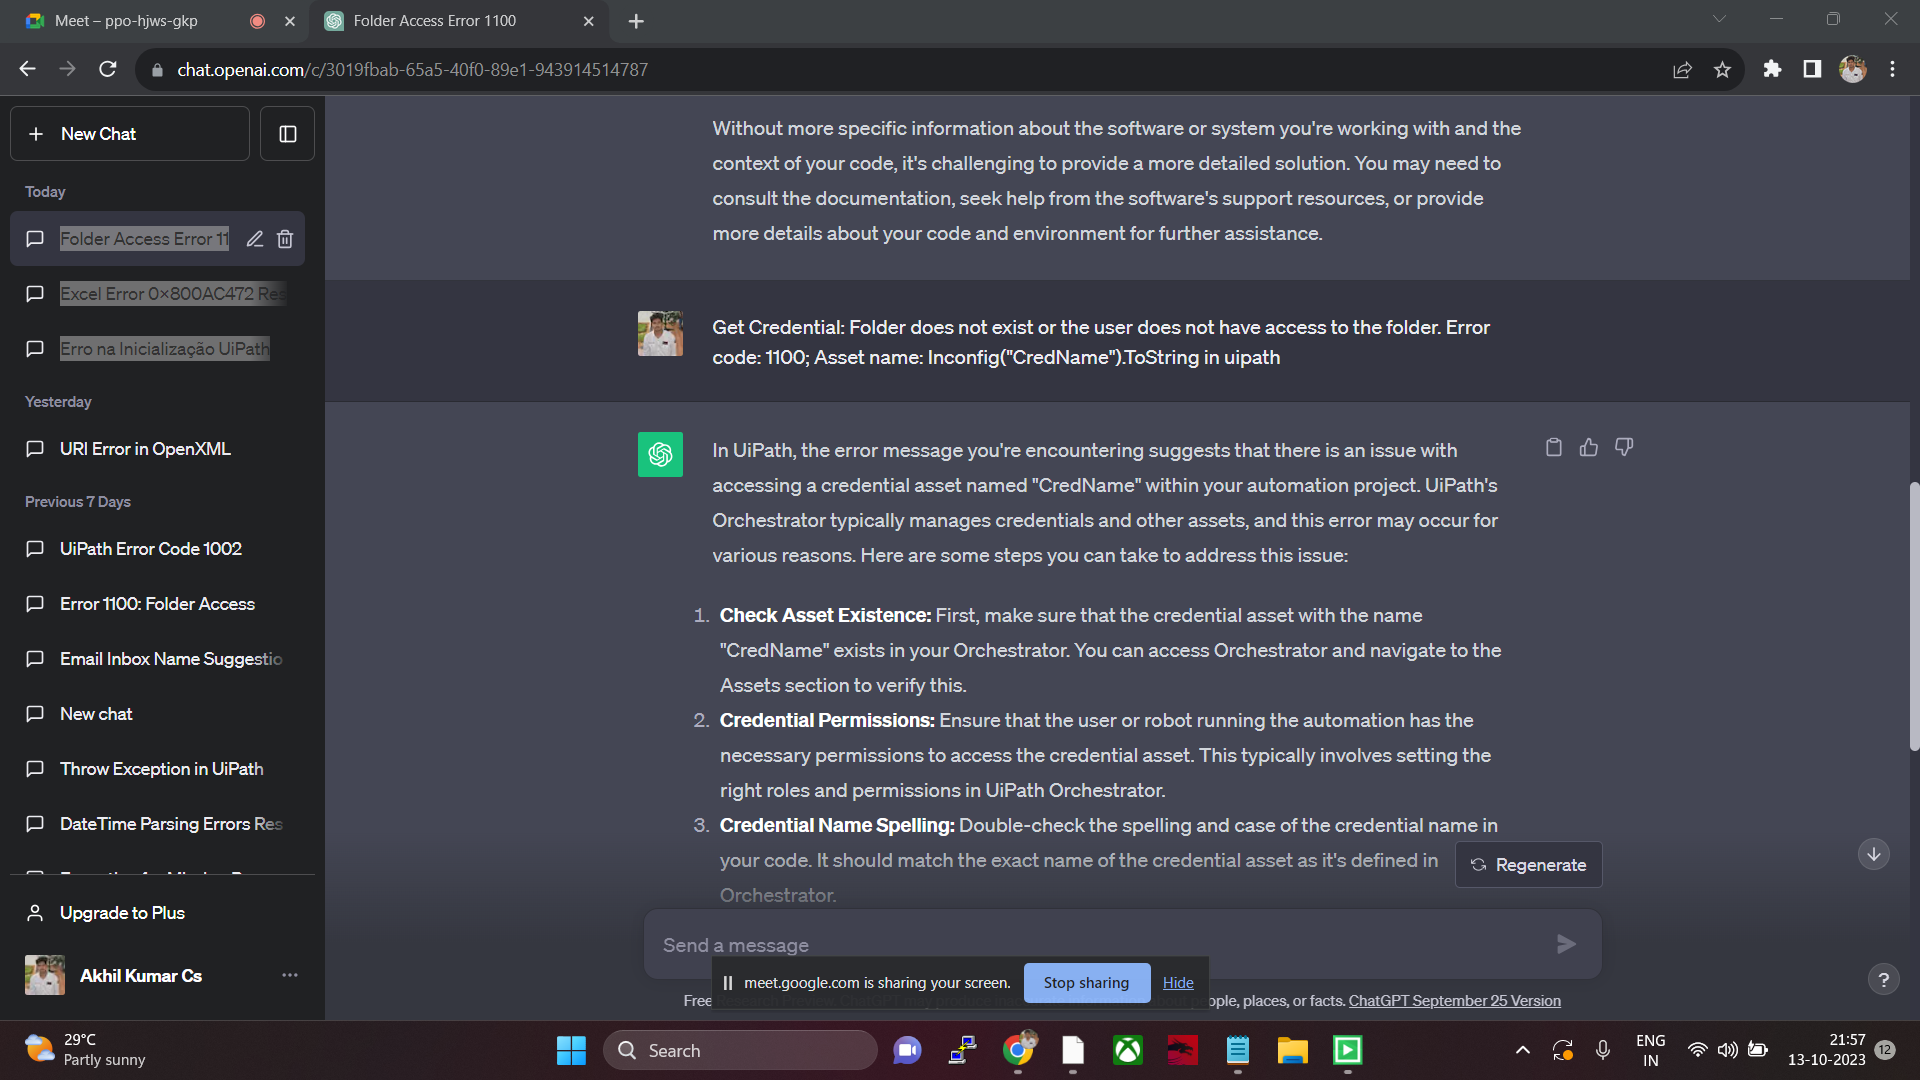 Meet – ppo-hjws-gkp
Folder Access Error 1100
chat.openai.com/c/3019fbab-65a5-40f0-89e1-943914514787
New Chat
Today
Folder Access Error 11
Excel Error 0x800AC472 Res
Erro na Inicialização UiPath
Yesterday
URI Error in OpenXML
Previous 7 Days
UiPath Error Code 1002
Error 1100: Folder Access
Email Inbox Name Suggestio
New chat
Throw Exception in UiPath
DateTime Parsing Errors Res
Upgrade to Plus
Akhil Kumar Cs
Without more specific information about the software or system you're working with and the
context of your code, it's challenging to provide a more detailed solution. You may need to
consult the documentation, seek help from the software's support resources, or provide
more details about your code and environment for further assistance.
Get Credential: Folder does not exist or the user does not have access to the folder. Error
code: 1100; Asset name: Inconfig("CredName").ToString in uipath
In UiPath, the error message you're encountering suggests that there is an issue with
accessing a credential asset named "CredName" within your automation project. UiPath's
Orchestrator typically manages credentials and other assets, and this error may occur for
various reasons. Here are some steps you can take to address this issue:
1. Check Asset Existence: First, make sure that the credential asset with the name
"CredName" exists in your Orchestrator. You can access Orchestrator and navigate to the
Assets section to verify this.
2. Credential Permissions: Ensure that the user or robot running the automation has the
necessary permissions to access the credential asset. This typically involves setting the
right roles and permissions in UiPath Orchestrator.
3. Credential Name Spelling: Double-check the spelling and case of the credential name in
your code. It should match the exact name of the credential asset as it's defined in
Orchestrator.
Regenerate
Send a message
meet.google.com is sharing your screen. Stop sharing Hide
Free people, places, or facts. ChatGPT September 25 Version
?
29°C
Partly sunny
Search
ENG
IN
21:57
13-10-2023
12